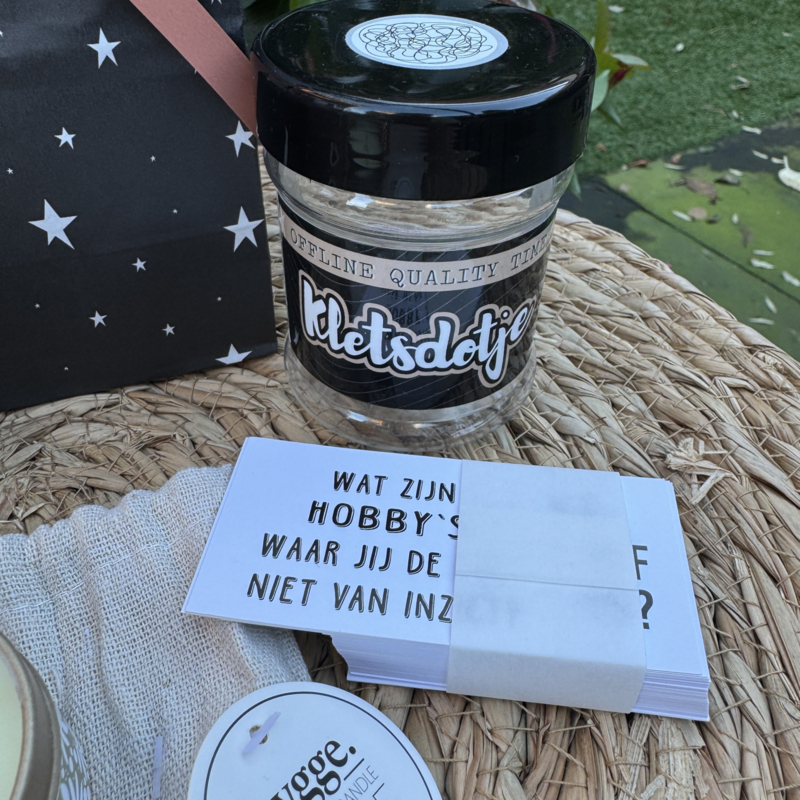 OFFLINE QUALITY TIME
Kletsdotje
WAT ZIJN
HOBBY`S
WAAR JIJ DE
NIET VAN INZ ?
ygge.
CANDLE